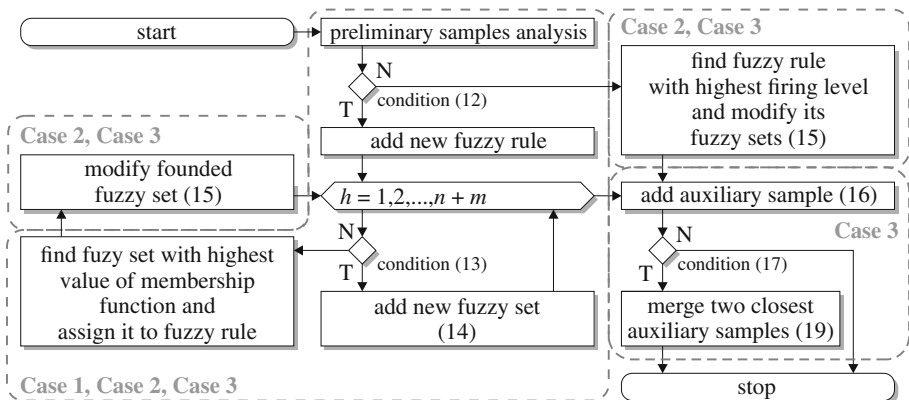 start
preliminary samples analysis
N
condition (12)
T
add new fuzzy rule
Case 2, Case 3
find fuzzy rule
with highest firing level
and modify its
fuzzy sets (15)
Case 2, Case 3
modify founded
fuzzy set (15)
h = 1,2,...,n + m
add auxiliary sample (16)
Case 3
N
condition (13)
T
find fuzy set with highest
value of membership
function and
assign it to fuzzy rule
add new fuzzy set
(14)
N
condition (17)
T
merge two closest
auxiliary samples (19)
Case 1, Case 2, Case 3
stop